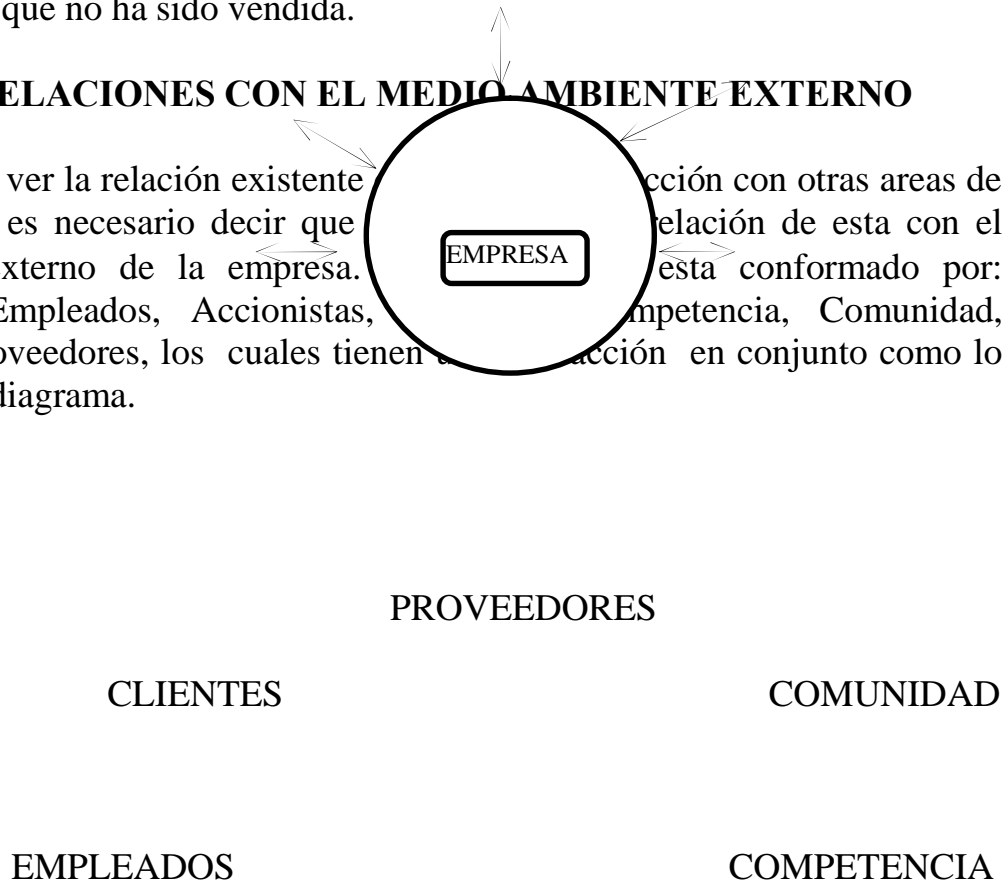 que no ha sido vendida.
ELACIONES CON EL MEDIO AMBIENTE EXTERNO
ver la relación existente cción con otras areas de
es necesario decir que elación de esta con el
xterno de la empresa. esta conformado por:
EMPRESA
Empleados, Accionistas, mpetencia, Comunidad,
oveedores, los cuales tienen acción en conjunto como lo
diagrama.
PROVEEDORES
CLIENTES COMUNIDAD
EMPLEADOS COMPETENCIA